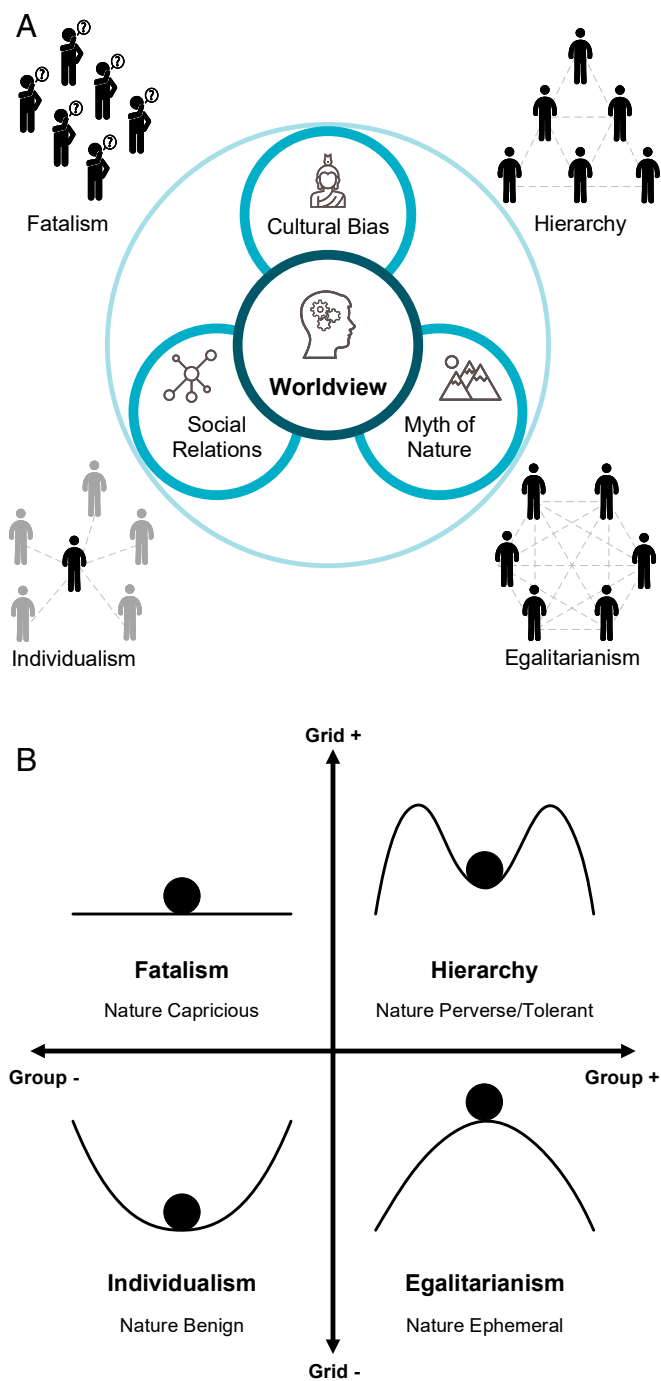 A
? ? ? ? ? ?
Fatalism
Hierarchy
Cultural Bias
Worldview
Social
Relations
Myth of
Nature
Individualism
Egalitarianism
B
Grid +
Fatalism
Nature Capricious
Hierarchy
Nature Perverse/Tolerant
Group -
Group +
Individualism
Nature Benign
Egalitarianism
Nature Ephemeral
Grid -